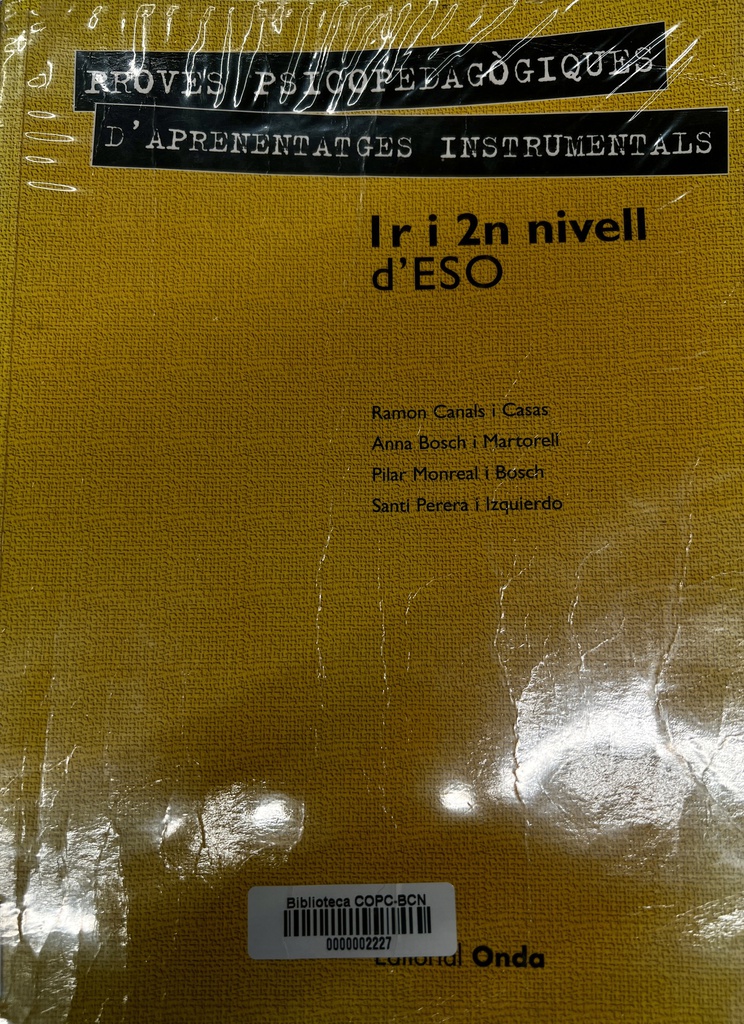 PROVES PSICOPEDAGÒGIQUES
D'APRENENTATGES INSTRUMENTALS
1r i 2n nivell
d'ESO
Ramon Canals i Casas
Anna Bosch i Martorell
Pilar Monreal i Bosch
Santi Perera i Izquierdo
Biblioteca COPC-BCN
0000002227
Editorial Onda